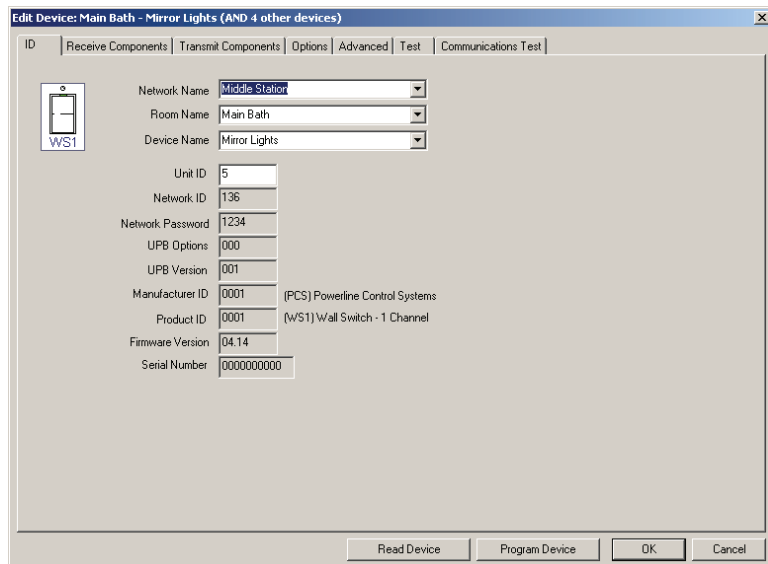 Edit Device: Main Bath - Mirror Lights (AND 4 other devices)
ID Receive Components Transmit Components Options Advanced Test Communications Test
WS1
Network Name Middle Station
Room Name Main Bath
Device Name Mirror Lights
Unit ID 5
Network ID 136
Network Password 1234
UPB Options 000
UPB Version 001
Manufacturer ID 0001 (PCS) Powerline Control Systems
Product ID 0001 (WS1) Wall Switch - 1 Channel
Firmware Version 04.14
Serial Number 0000000000
Read Device Program Device OK Cancel